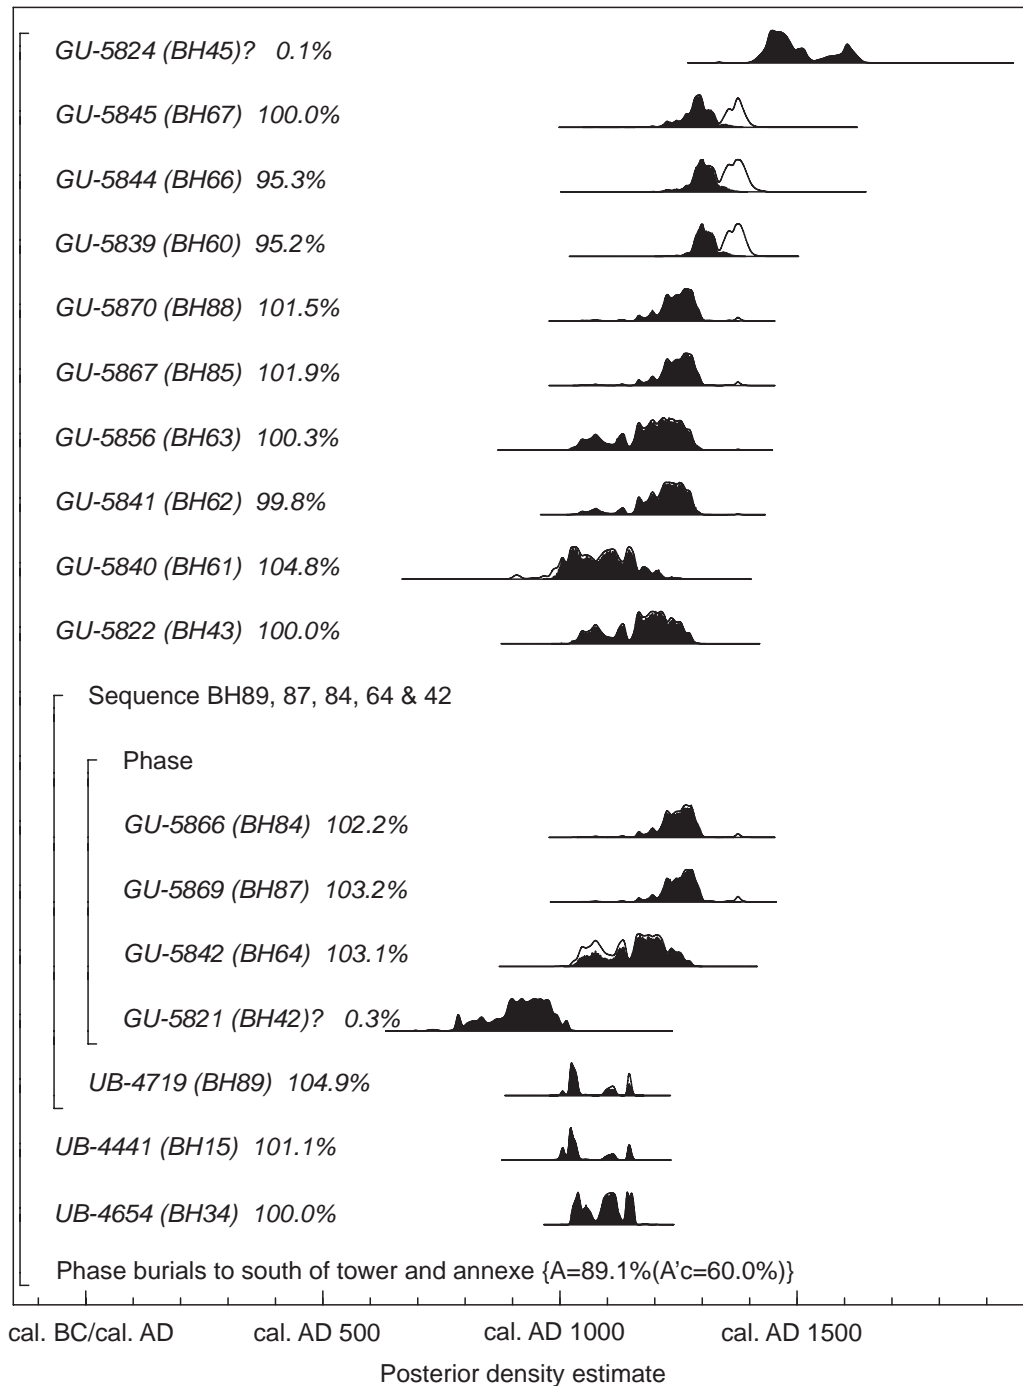 GU-5824 (BH45)? 0.1%
GU-5845 (BH67) 100.0%
GU-5844 (BH66) 95.3%
GU-5839 (BH60) 95.2%
GU-5870 (BH88) 101.5%
GU-5867 (BH85) 101.9%
GU-5856 (BH63) 100.3%
GU-5841 (BH62) 99.8%
GU-5840 (BH61) 104.8%
GU-5822 (BH43) 100.0%
Sequence BH89, 87, 84, 64 & 42
Phase
GU-5866 (BH84) 102.2%
GU-5869 (BH87) 103.2%
GU-5842 (BH64) 103.1%
GU-5821 (BH42)? 0.3%
UB-4719 (BH89) 104.9%
UB-4441 (BH15) 101.1%
UB-4654 (BH34) 100.0%
Phase burials to south of tower and annexe {A=89.1%(A'c=60.0%)}
cal. BC/cal. AD cal. AD 500 cal. AD 1000 cal. AD 1500
Posterior density estimate